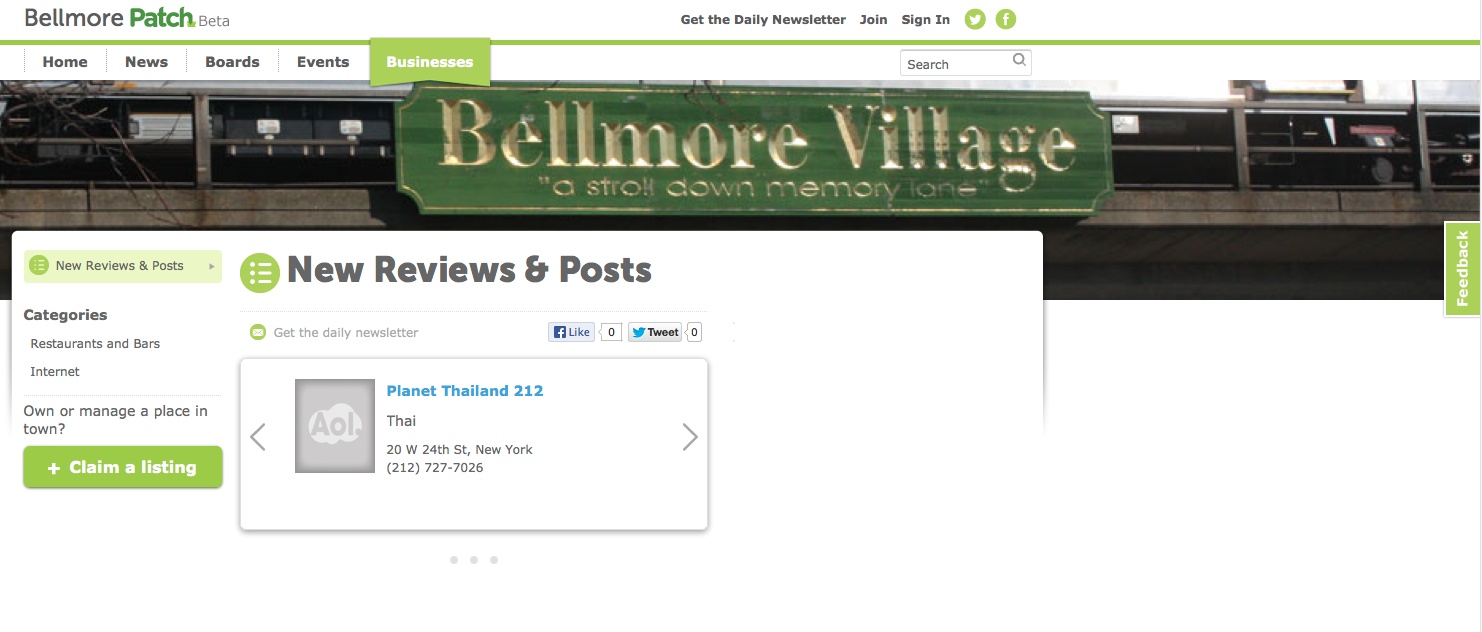 Bellmore Patch Beta
Get the Daily Newsletter Join Sign In
Home News Boards Events Businesses
Search
Bellmore Village
"a stroll down memory lane"
Feedback
New Reviews & Posts
Categories
Restaurants and Bars
Internet
Own or manage a place in
town?
+ Claim a listing
New Reviews & Posts
Get the daily newsletter
Like 0 Tweet 0
Aol.
Planet Thailand 212
Thai
20 W 24th St, New York
(212) 727-7026